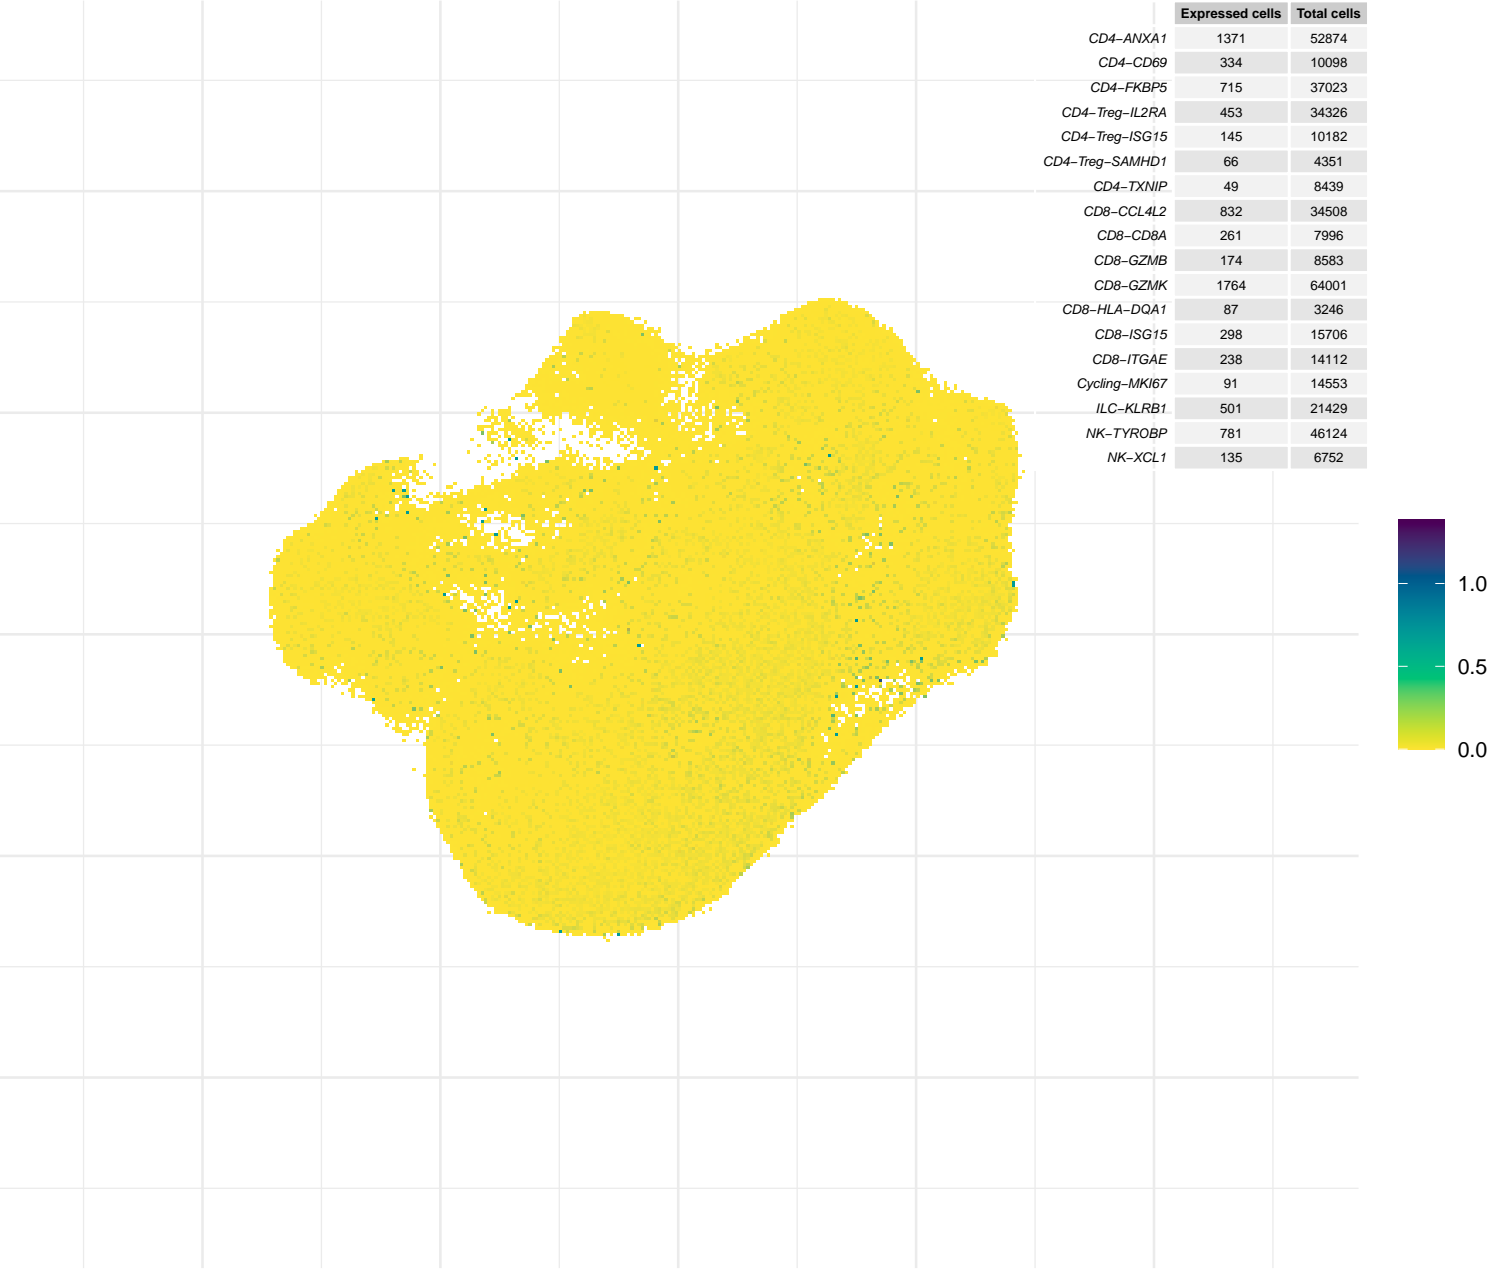 Expressed cells Total cells
CD4−ANXA1 1371 52874
CD4−CD69 334 10098
CD4−FKBP5 715 37023
CD4−Treg−IL2RA 453 34326
CD4−Treg−ISG15 145 10182
CD4−Treg−SAMHD1 66 4351
CD4−TXNIP 49 8439
CD8−CCL4L2 832 34508
CD8−CD8A 261 7996
CD8−GZMB 174 8583
CD8−GZMK 1764 64001
CD8−HLA−DQA1 87 3246
CD8−ISG15 298 15706
CD8−ITGAE 238 14112
Cycling−MKI67 91 14553
ILC−KLRB1 501 21429
NK−TYROBP 781 46124
NK−XCL1 135 6752
1.0
0.5
0.0